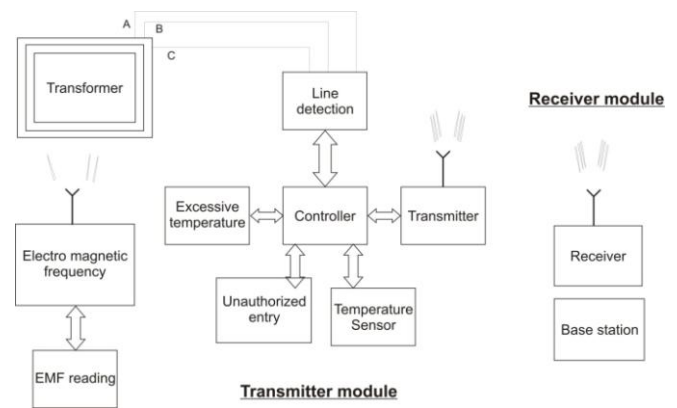 A
B
C
Transformer
Line
detection
Receiver module
Excessive
temperature
Controller
Transmitter
Electro magnetic
frequency
Receiver
Unauthorized
entry
Temperature
Sensor
Base station
EMF reading
Transmitter module